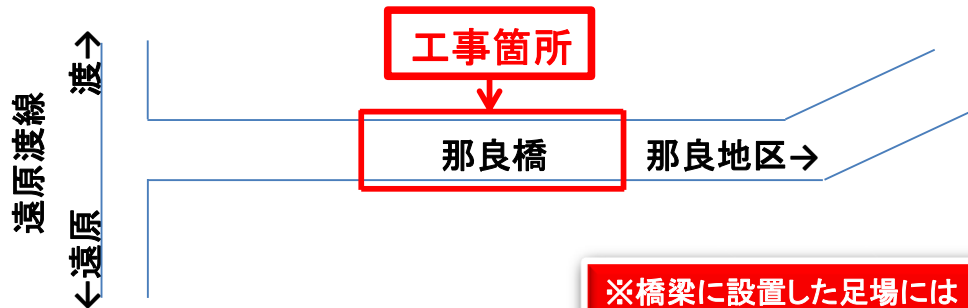 工事箇所
渡→
遠原渡線
那良橋
那良地区→
←遠原
※橋梁に設置した足場には